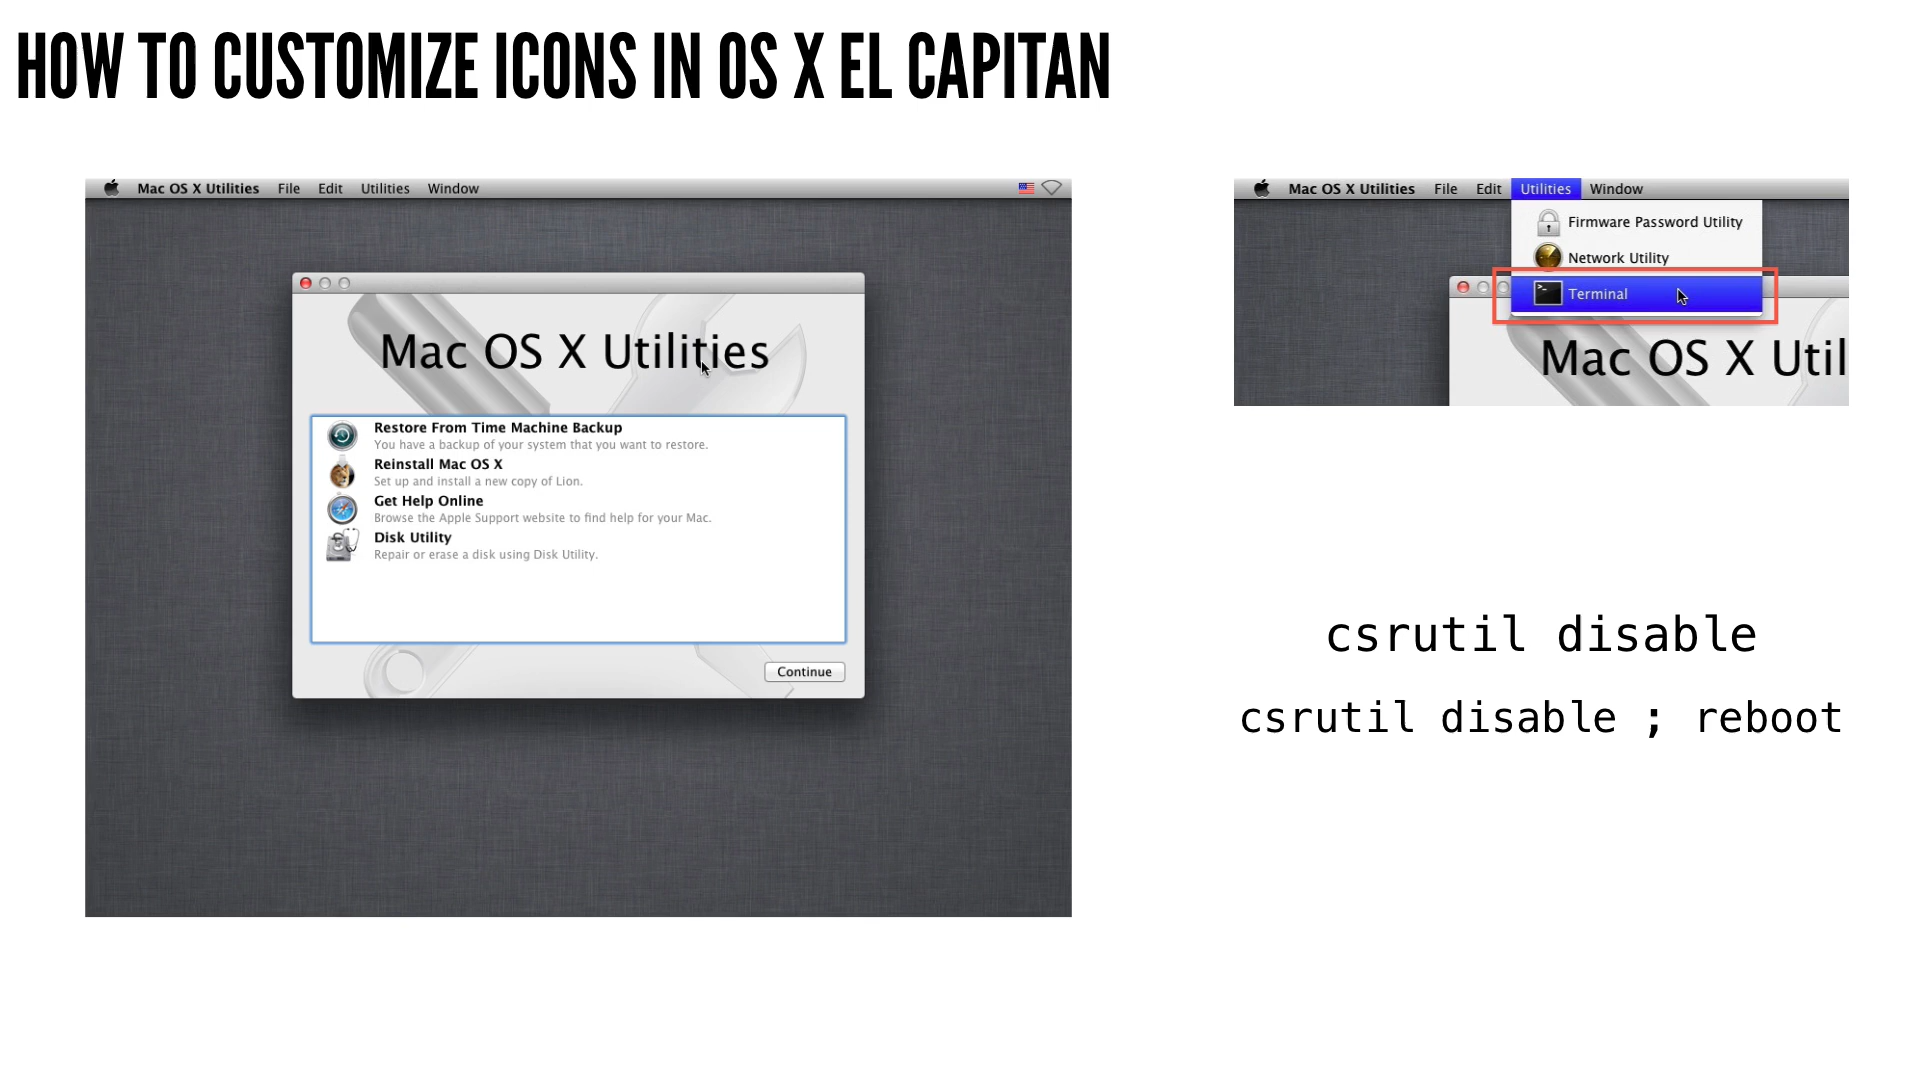 HOW TO CUSTOMIZE ICONS IN OS X EL CAPITAN
Mac OS X Utilities File Edit Utilities Window
Mac OS X Utilities
Restore From Time Machine Backup
You have a backup of your system that you want to restore.
Reinstall Mac OS X
Set up and install a new copy of Lion.
Get Help Online
Browse the Apple Support website to find help for your Mac.
Disk Utility
Repair or erase a disk using Disk Utility.
Continue
Mac OS X Utilities File Edit Utilities Window
Firmware Password Utility
Network Utility
>_ Terminal
Mac OS X Util
csrutil disable
csrutil disable ; reboot